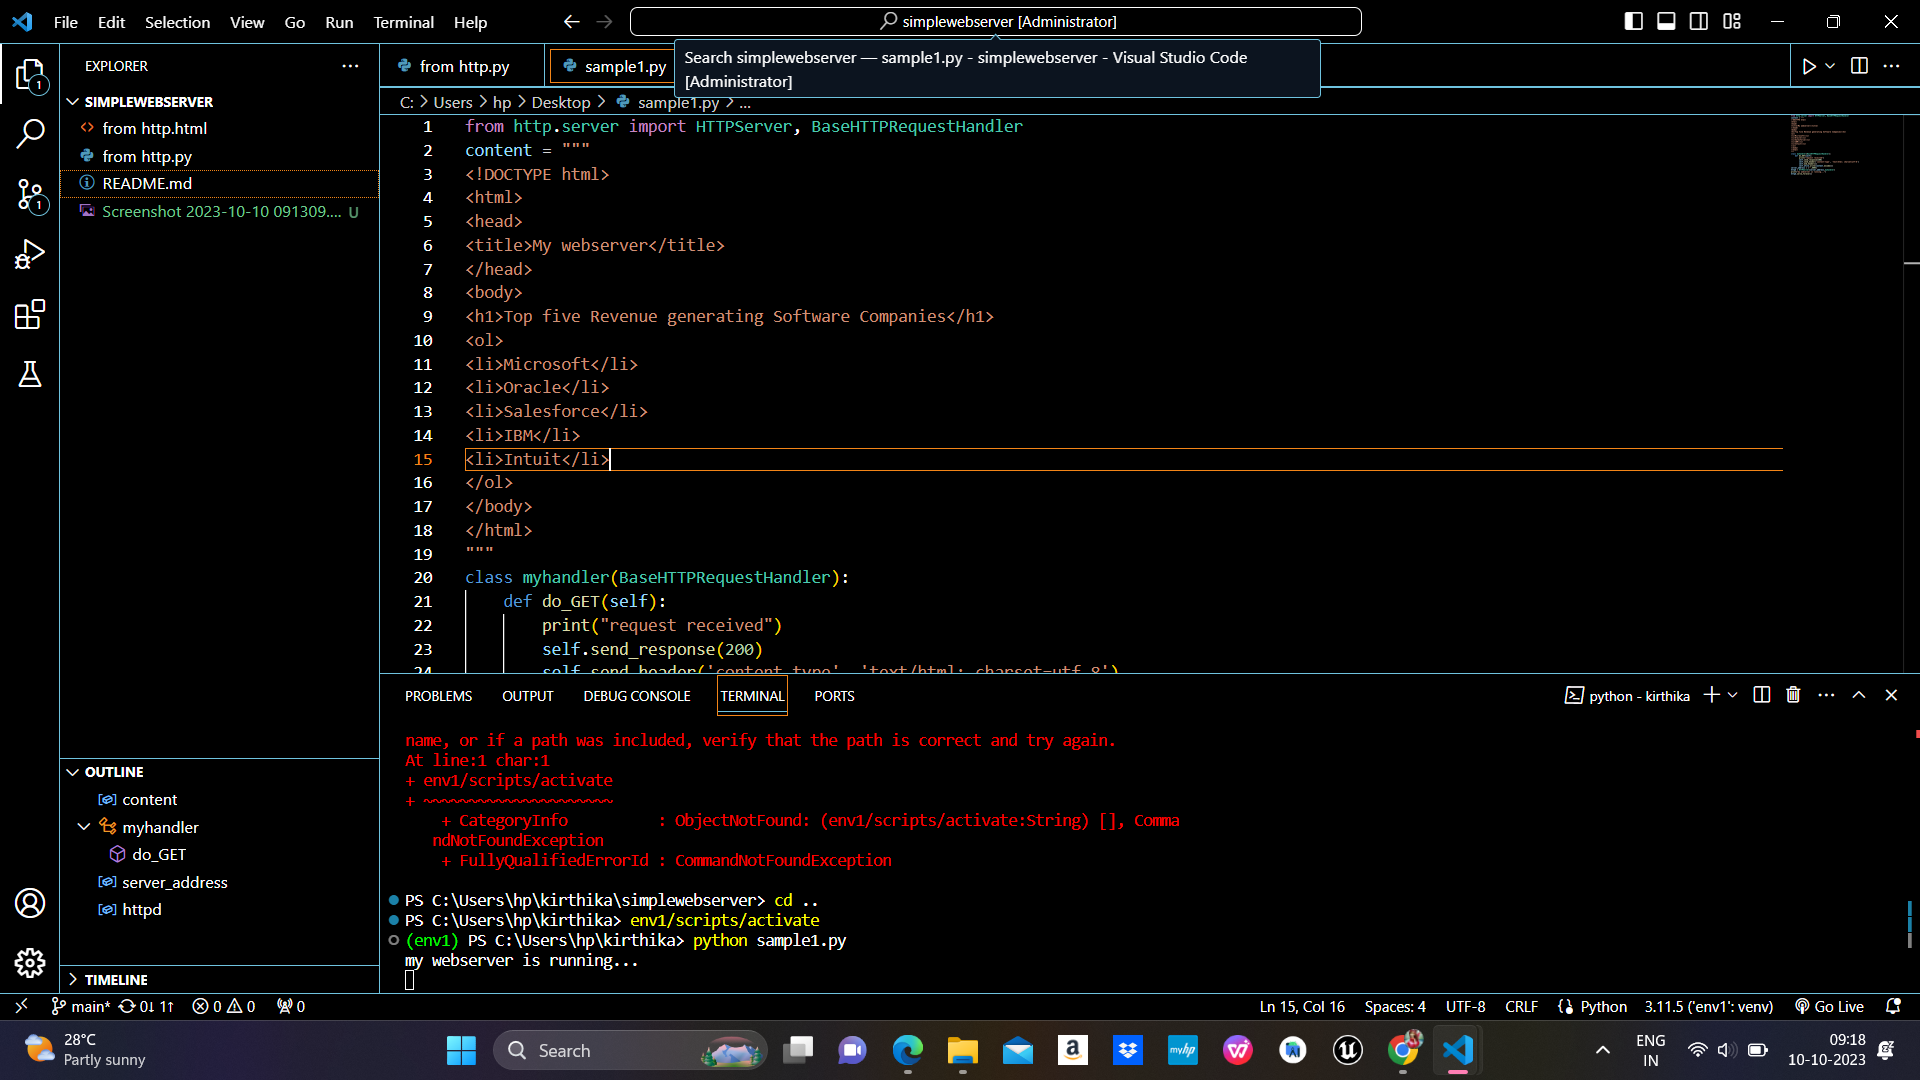 File Edit Selection View Go Run Terminal Help
simplewebserver [Administrator]
Search simplewebserver — sample1.py - simplewebserver - Visual Studio Code
[Administrator]
1
1
EXPLORER
SIMPLEWEBSERVER
from http.html
from http.py
README.md
Screenshot 2023-10-10 091309.... U
OUTLINE
content
myhandler
do_GET
server_address
httpd
TIMELINE
from http.py
sample1.py
C: > Users > hp > Desktop > sample1.py > ...
1 from http.server import HTTPServer, BaseHTTPRequestHandler
2 content = """
3 <!DOCTYPE html>
4 <html>
5 <head>
6 <title>My webserver</title>
7 </head>
8 <body>
9 <h1>Top five Revenue generating Software Companies</h1>
10 <ol>
11 <li>Microsoft</li>
12 <li>Oracle</li>
13 <li>Salesforce</li>
14 <li>IBM</li>
15 <li>Intuit</li>
16 </ol>
17 </body>
18 </html>
19 """
20 class myhandler(BaseHTTPRequestHandler):
21 def do_GET(self):
22 print("request received")
23 self.send_response(200)
24 self.send_header('content-type', 'text/html; charset=utf-8')
PROBLEMS OUTPUT DEBUG CONSOLE TERMINAL PORTS
python - kirthika
name, or if a path was included, verify that the path is correct and try again.
At line:1 char:1
+ env1/scripts/activate
+ ~~~~~~~~~~~~~~~~~~~~~
+ CategoryInfo : ObjectNotFound: (env1/scripts/activate:String) [], Comma
ndNotFoundException
+ FullyQualifiedErrorId : CommandNotFoundException
PS C:\Users\hp\kirthika\simplewebserver> cd ..
PS C:\Users\hp\kirthika> env1/scripts/activate
(env1) PS C:\Users\hp\kirthika> python sample1.py
my webserver is running...
main* 0↓ 1↑ 0 0 0
Ln 15, Col 16 Spaces: 4 UTF-8 CRLF Python 3.11.5 ('env1': venv) Go Live
28°C
Partly sunny
Search
ENG
IN
09:18
10-10-2023